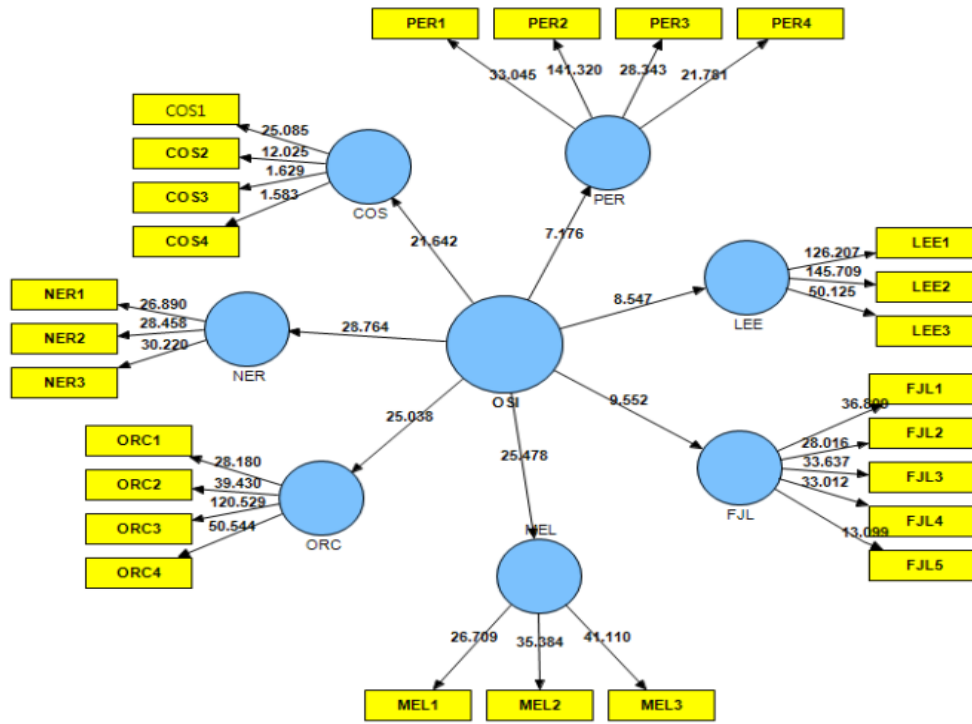 PER1
PER2
PER3
PER4
33.045
141.320
28.343
21.781
PER
COS1
COS2
COS3
COS4
25.085
12.025
1.629
1.583
COS
21.642
7.176
LEE1
LEE2
LEE3
126.207
145.709
50.125
LEE
8.547
NER1
NER2
NER3
26.890
28.458
30.220
NER
28.764
OSI
9.552
25.038
25.478
FJL1
FJL2
FJL3
FJL4
FJL5
28.016
33.637
33.012
13.099
FJL
ORC1
ORC2
ORC3
ORC4
28.180
39.430
120.529
50.544
ORC
MEL
26.709
35.384
41.110
MEL1
MEL2
MEL3